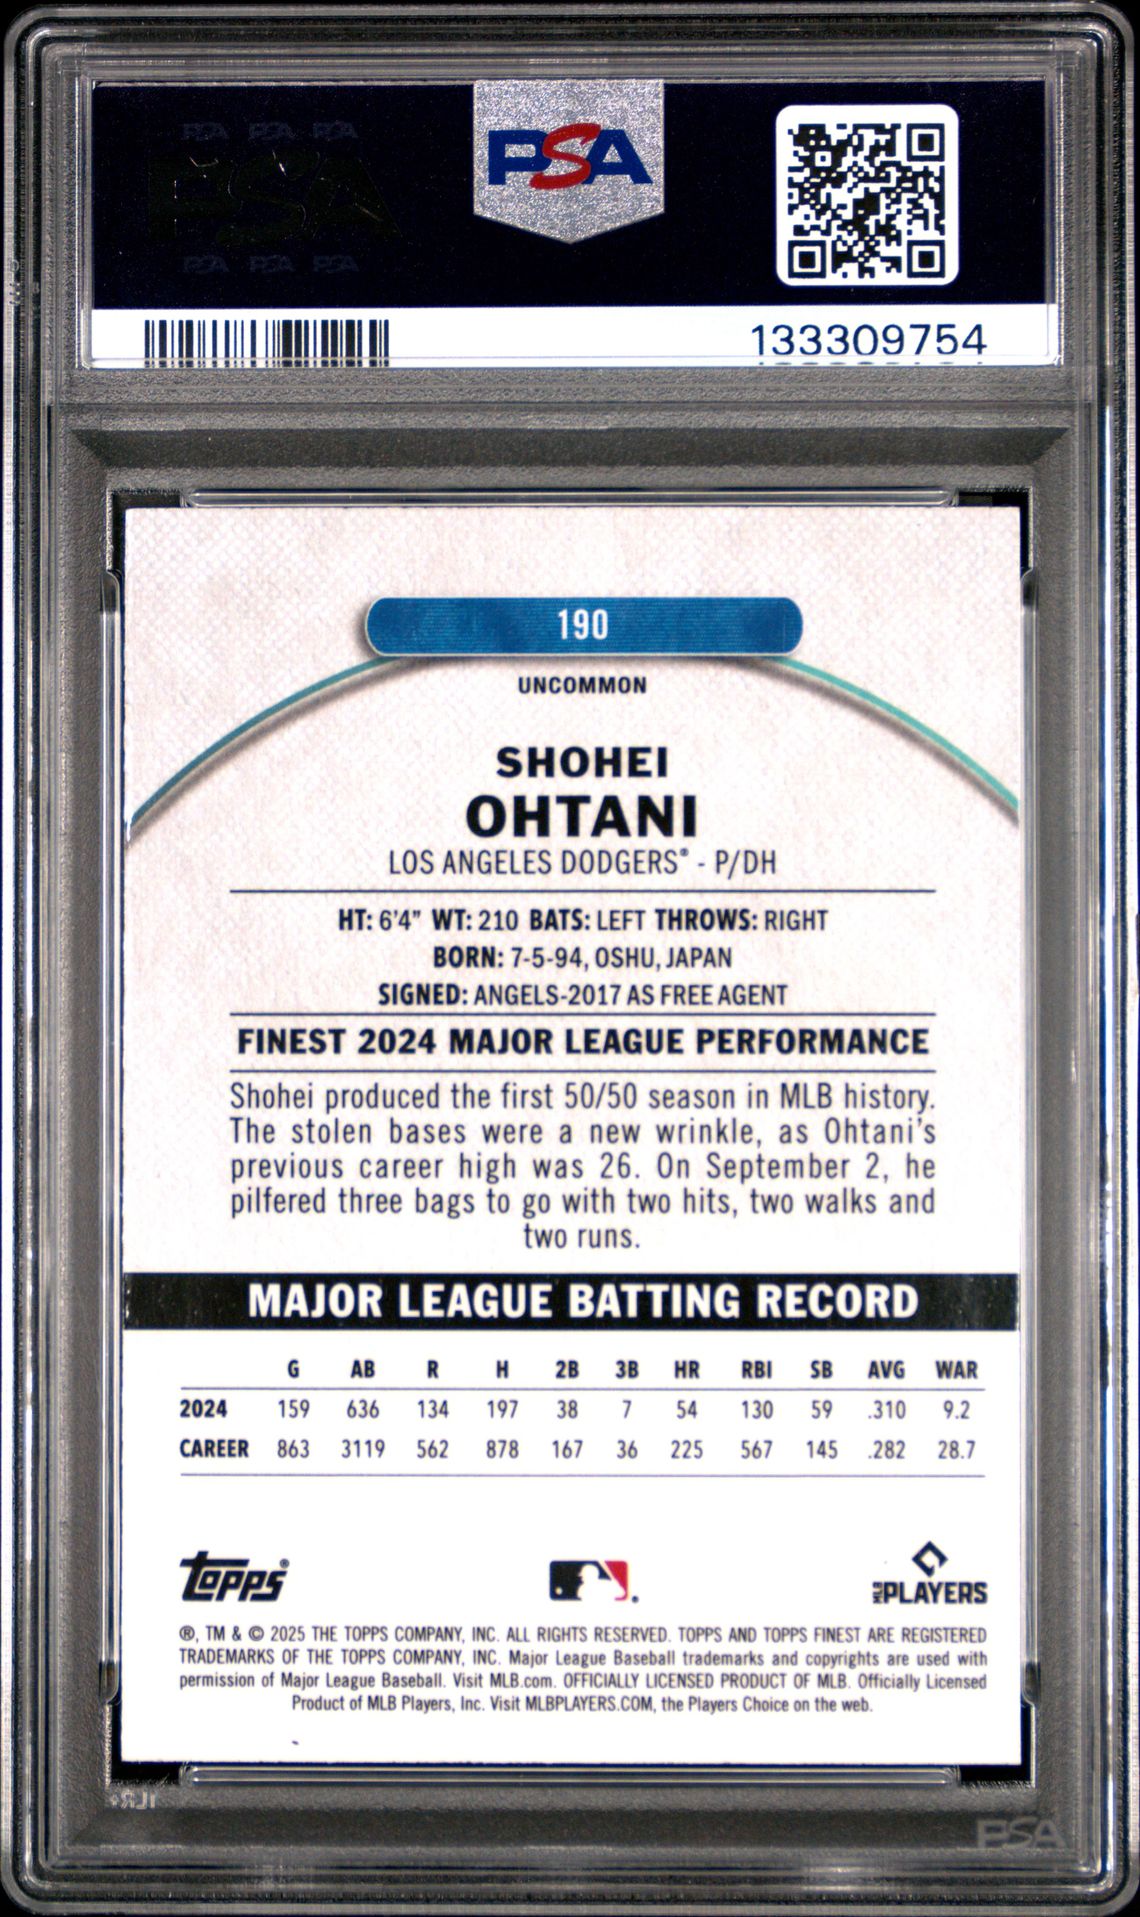 PSA PSA PSA
PSA
PSA PSA PSA
PSA
133309754
190
UNCOMMON
SHOHEI
OHTANI
LOS ANGELES DODGERS® - P/DH
HT: 6'4" WT: 210 BATS: LEFT THROWS: RIGHT
BORN: 7-5-94, OSHU, JAPAN
SIGNED: ANGELS-2017 AS FREE AGENT
FINEST 2024 MAJOR LEAGUE PERFORMANCE
Shohei produced the first 50/50 season in MLB history.
The stolen bases were a new wrinkle, as Ohtani's
previous career high was 26. On September 2, he
pilfered three bags to go with two hits, two walks and
two runs.
MAJOR LEAGUE BATTING RECORD
G AB R H 2B 3B HR RBI SB AVG WAR
2024 159 636 134 197 38 7 54 130 59 .310 9.2
CAREER 863 3119 562 878 167 36 225 567 145 .282 28.7
Topps®
MLB PLAYERS
®, TM & © 2025 THE TOPPS COMPANY, INC. ALL RIGHTS RESERVED. TOPPS AND TOPPS FINEST ARE REGISTERED
TRADEMARKS OF THE TOPPS COMPANY, INC. Major League Baseball trademarks and copyrights are used with
permission of Major League Baseball. Visit MLB.com. OFFICIALLY LICENSED PRODUCT OF MLB. Officially Licensed
Product of MLB Players, Inc. Visit MLBPLAYERS.COM, the Players Choice on the web.
PSA